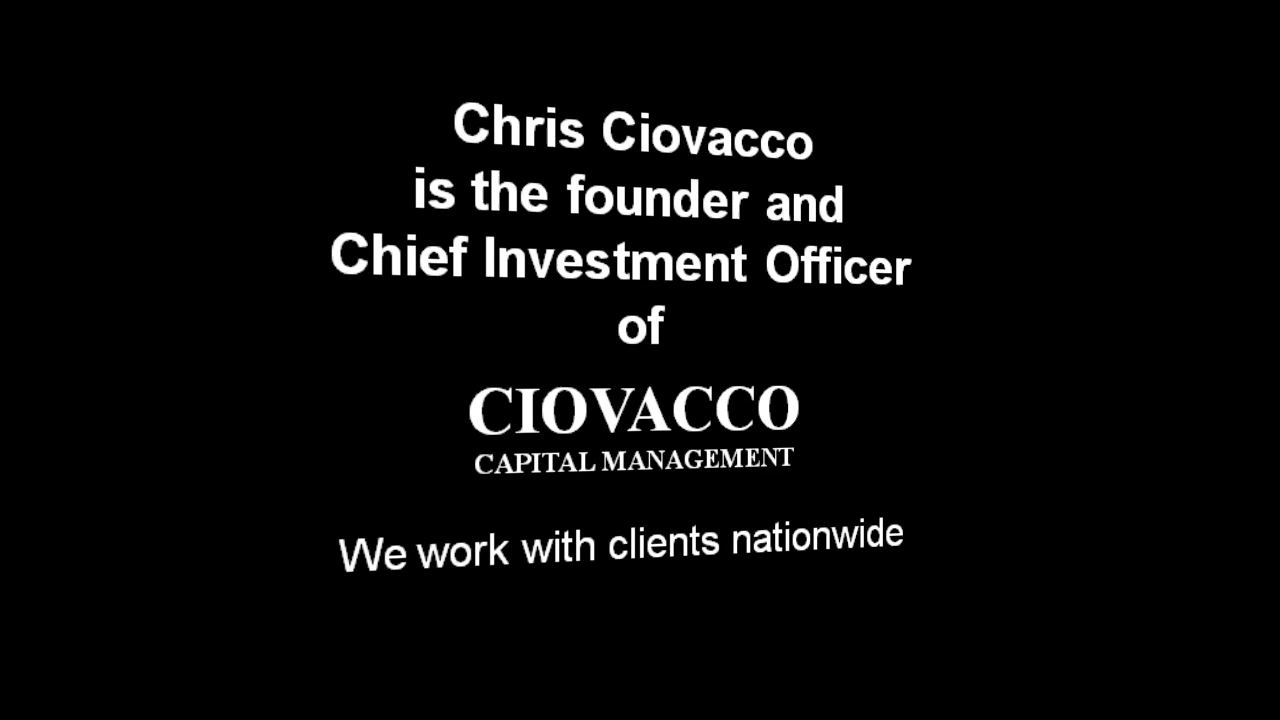 Chris Ciovacco
is the founder and
Chief Investment Officer
of
CIOVACCO
CAPITAL MANAGEMENT
We work with clients nationwide